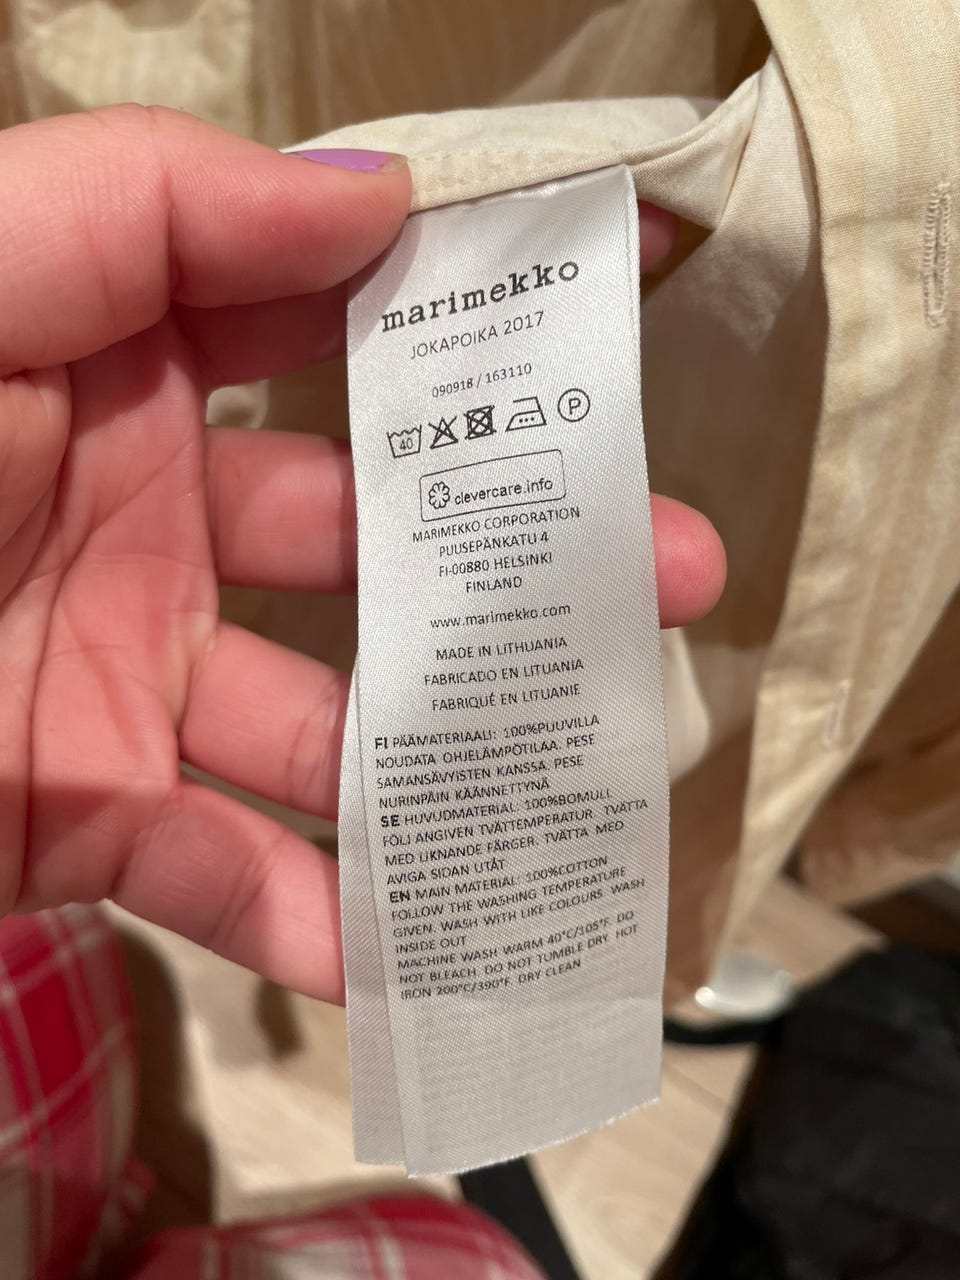 marimekko
JOKAPOIKA 2017
090918 / 163110
40 P
clevercare.info
MARIMEKKO CORPORATION
PUUSEPÄNKATU 4
FI-00880 HELSINKI
FINLAND
www.marimekko.com
MADE IN LITHUANIA
FABRICADO EN LITUANIA
FABRIQUÉ EN LITUANIE
FI PÄÄMATERIAALI: 100%PUUVILLA
NOUDATA OHJELÄMPÖTILAA. PESE
SAMANSÄVYISTEN KANSSA. PESE
NURINPÄIN KÄÄNNETTYNÄ
SE HUVUDMATERIAL: 100%BOMULL
FÖLJ ANGIVEN TVÄTTEMPERATUR. TVÄTTA
MED LIKNANDE FÄRGER. TVÄTTA MED
AVIGA SIDAN UTÅT
EN MAIN MATERIAL: 100%COTTON
FOLLOW THE WASHING TEMPERATURE
GIVEN. WASH WITH LIKE COLOURS. WASH
INSIDE OUT
MACHINE WASH WARM 40°C/105°F. DO
NOT BLEACH. DO NOT TUMBLE DRY. HOT
IRON 200°C/390°F. DRY CLEAN